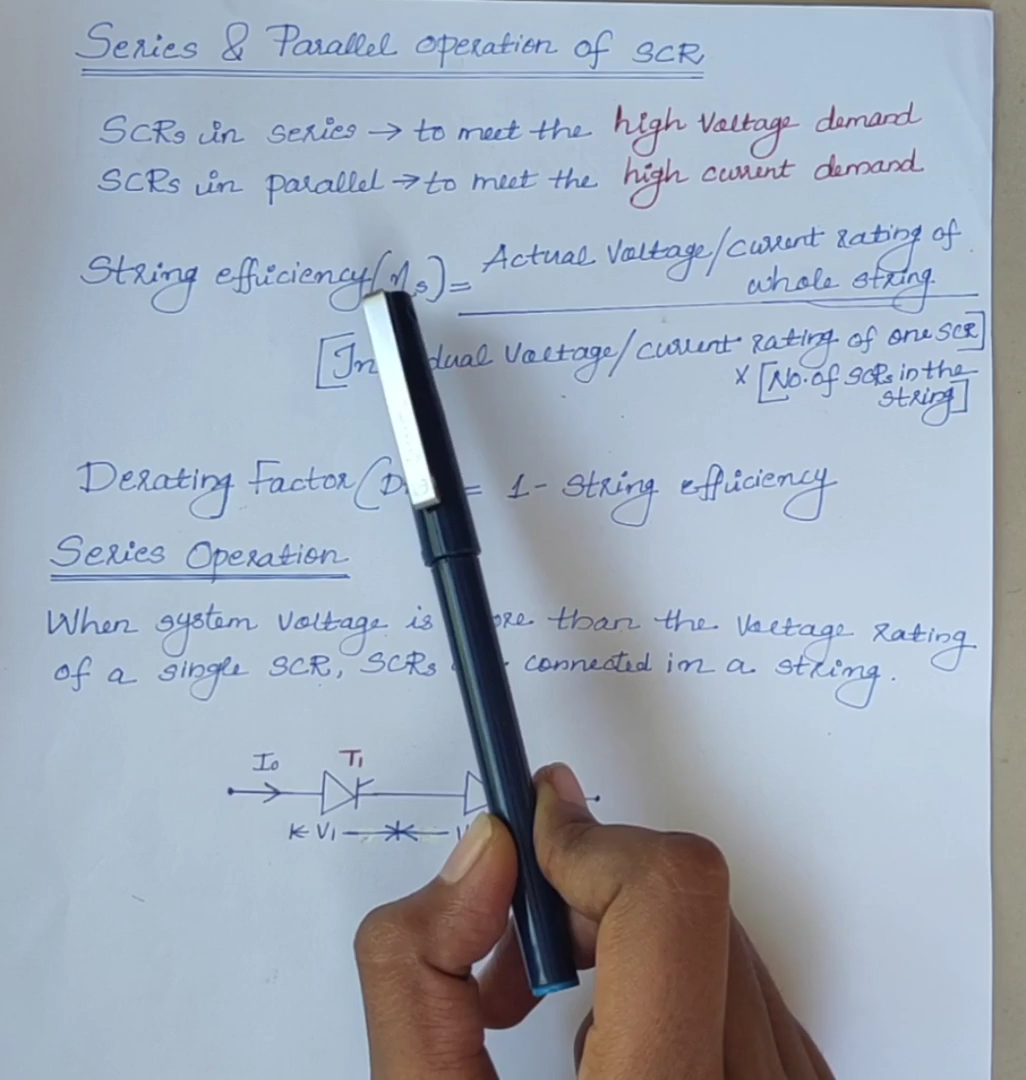 Series & Parallel operation of SCR
SCRs in series → to meet the high voltage demand
SCRs in parallel → to meet the high current demand
String efficiency(ηs) = Actual Voltage/current rating of
whole string
[In dual Voltage/current rating of one SCR]
x [No. of SCRs in the
string]
Derating Factor (D = 1 - string efficiency
Series Operation
When system voltage is ore than the voltage rating
of a single SCR, SCRs connected in a string.
I0 T1
V1 V